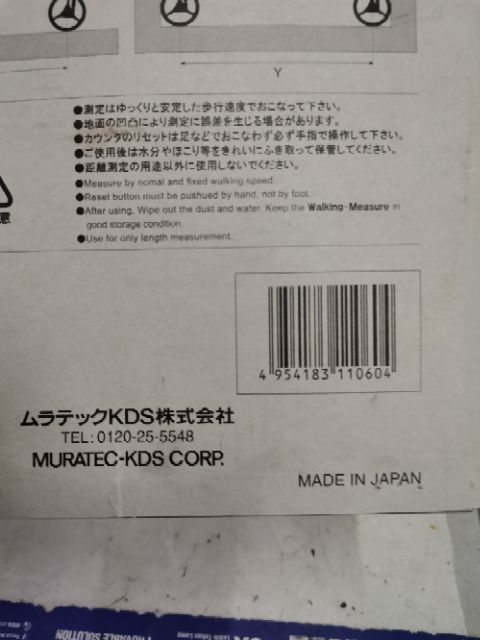 Y
●測定はゆっくりと安定した歩行速度でおこなって下さい。
●地面の凹凸により測定に誤差を生じる場合があります。
●カウンタのリセットは足などでおこなわず必ず手指で操作して下さい。
●ご使用後は水分やほこり等をきれいにふき取って保管してください。
●距離測定の用途以外に使用しないでください。
●Measure by nomal and fixed walking speed.
●Reset button must be pushued by hand, not by foot.
●After using, Wipe out the dust and water. Keep the Walking-Measure in
good storage condition.
●Use for only length measurement.
意
4 954183 110604
ムラテックKDS株式会社
TEL: 0120-25-5548
MURATEC-KDS CORP.
MADE IN JAPAN
SOLUTION